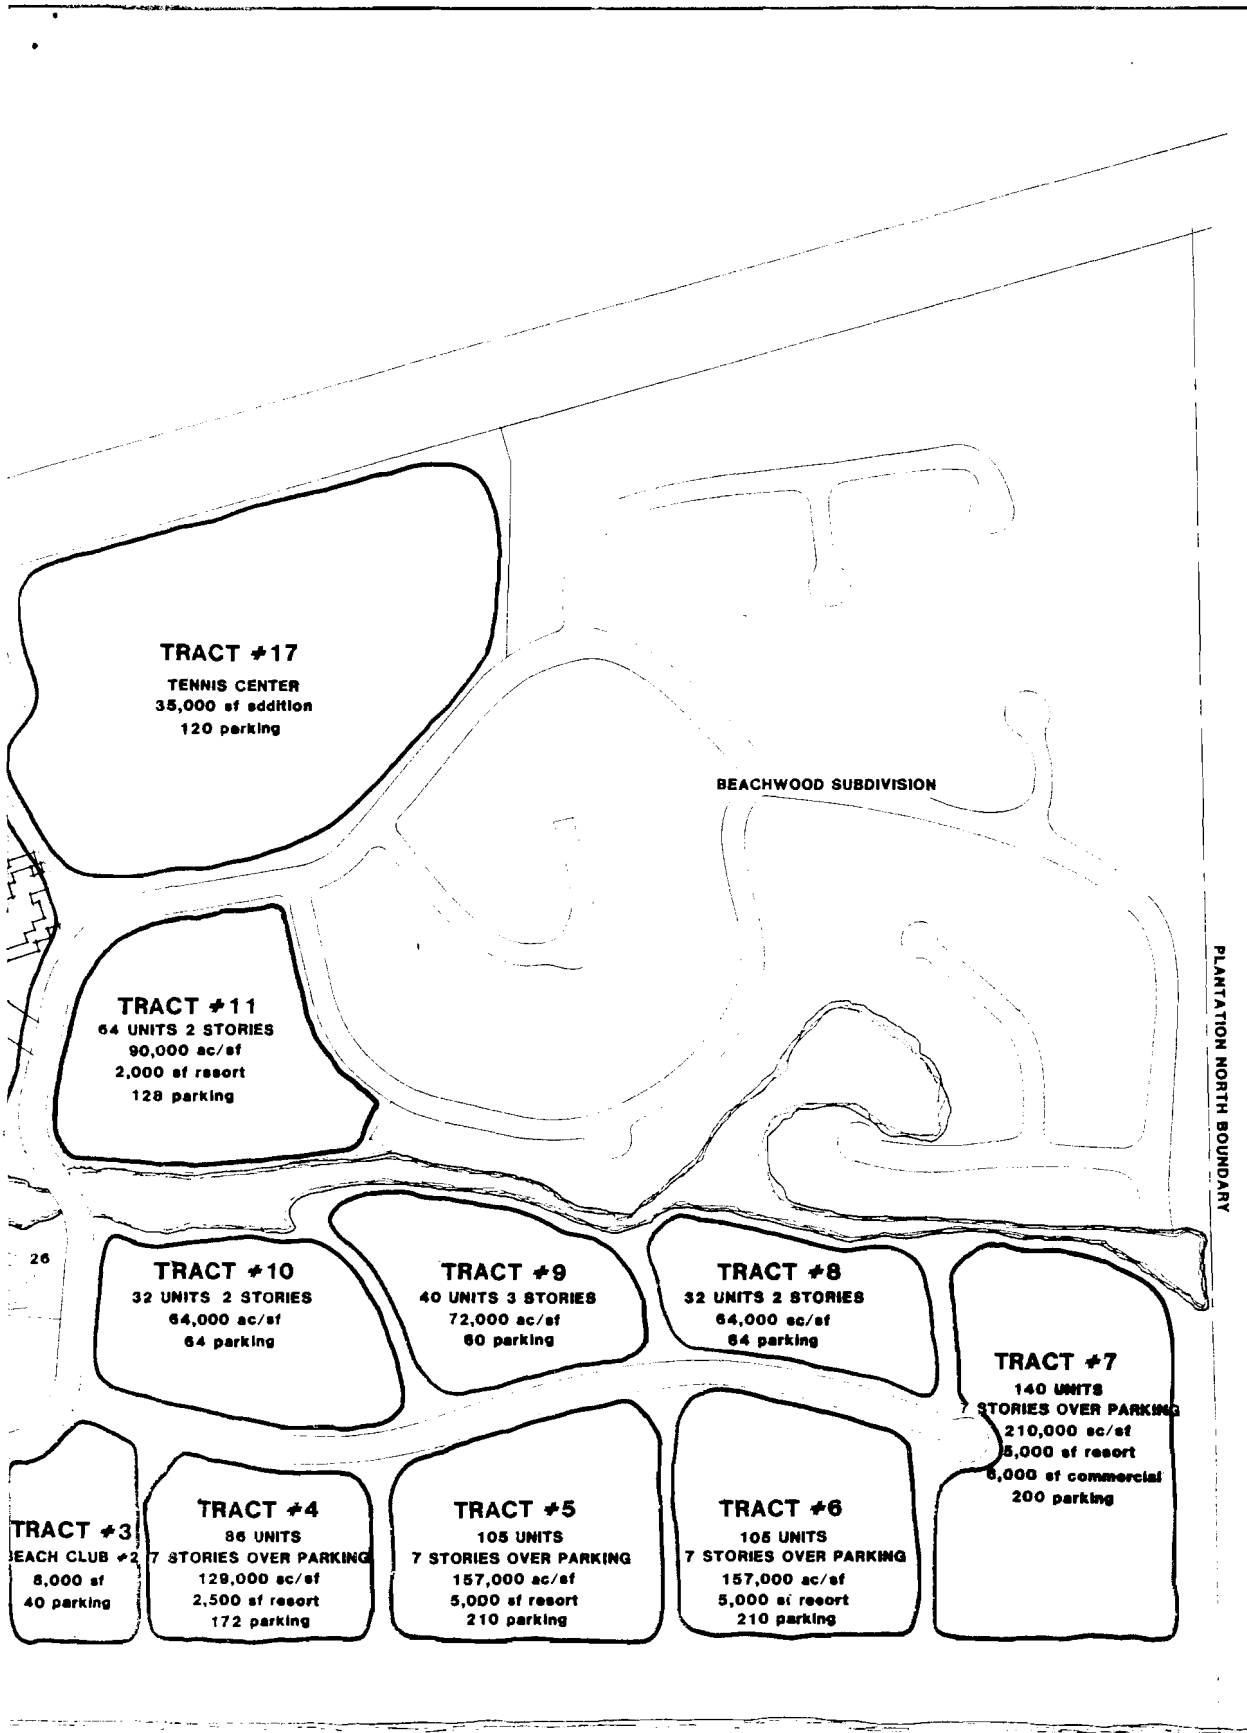 TRACT #17
TENNIS CENTER
35,000 sf addition
120 parking
BEACHWOOD SUBDIVISION
PLANTATION NORTH BOUNDARY
TRACT #11
64 UNITS 2 STORIES
90,000 ac/sf
2,000 sf resort
128 parking
26
TRACT #10
32 UNITS 2 STORIES
64,000 ac/sf
64 parking
TRACT #9
40 UNITS 3 STORIES
72,000 ac/sf
60 parking
TRACT #8
32 UNITS 2 STORIES
64,000 ac/sf
64 parking
TRACT #7
140 UNITS
7 STORIES OVER PARKING
210,000 ac/sf
5,000 sf resort
6,000 sf commercial
200 parking
TRACT #3
EACH CLUB #2
8,000 sf
40 parking
TRACT #4
86 UNITS
7 STORIES OVER PARKING
129,000 ac/sf
2,500 sf resort
172 parking
TRACT #5
105 UNITS
7 STORIES OVER PARKING
157,000 ac/sf
5,000 sf resort
210 parking
TRACT #6
105 UNITS
7 STORIES OVER PARKING
157,000 ac/sf
5,000 sf resort
210 parking